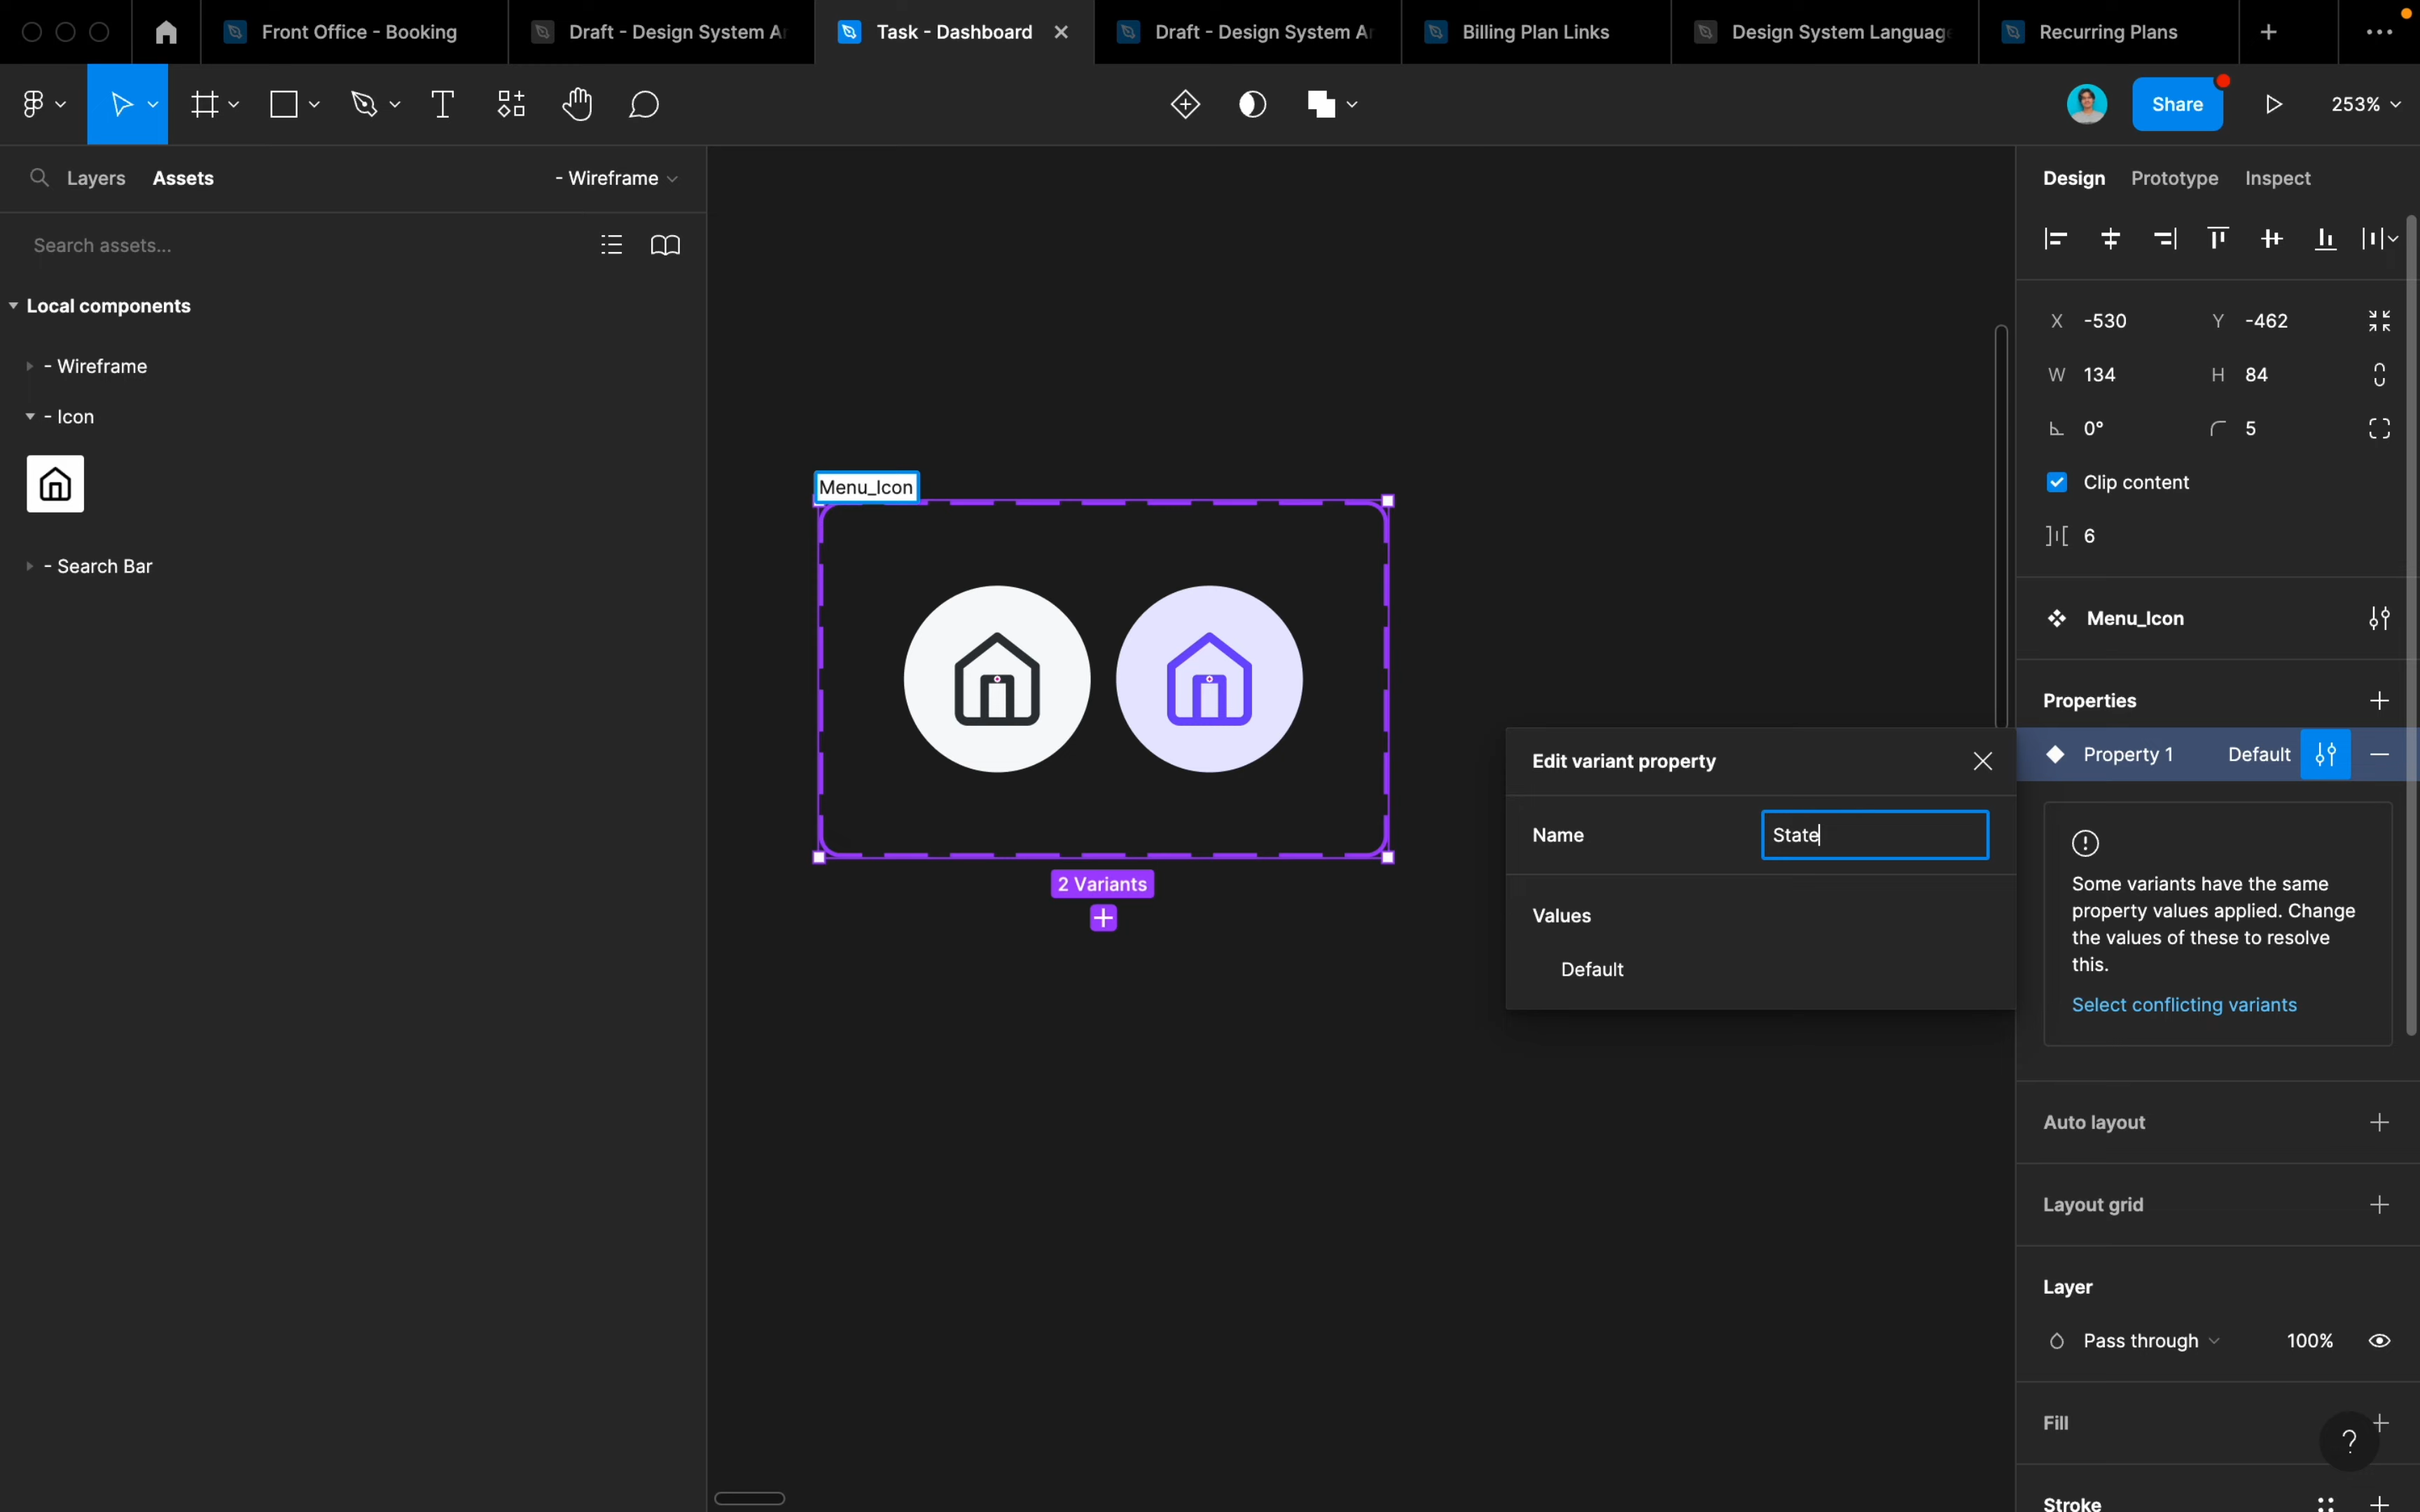 Front Office - Booking
Draft - Design System Ar
Task - Dashboard
Draft - Design System Ar
Billing Plan Links
Design System Language
Recurring Plans
Share
253%
Layers
Assets
- Wireframe
Design
Prototype
Inspect
Search assets...
Local components
- Wireframe
- Icon
- Search Bar
Menu_Icon
2 Variants
X -530
Y -462
W 134
H 84
0°
5
Clip content
6
Menu_Icon
Properties
Property 1
Default
Edit variant property
Name
State
Values
Default
Some variants have the same
property values applied. Change
the values of these to resolve
this.
Select conflicting variants
Auto layout
Layout grid
Layer
Pass through
100%
Fill
?
Stroke